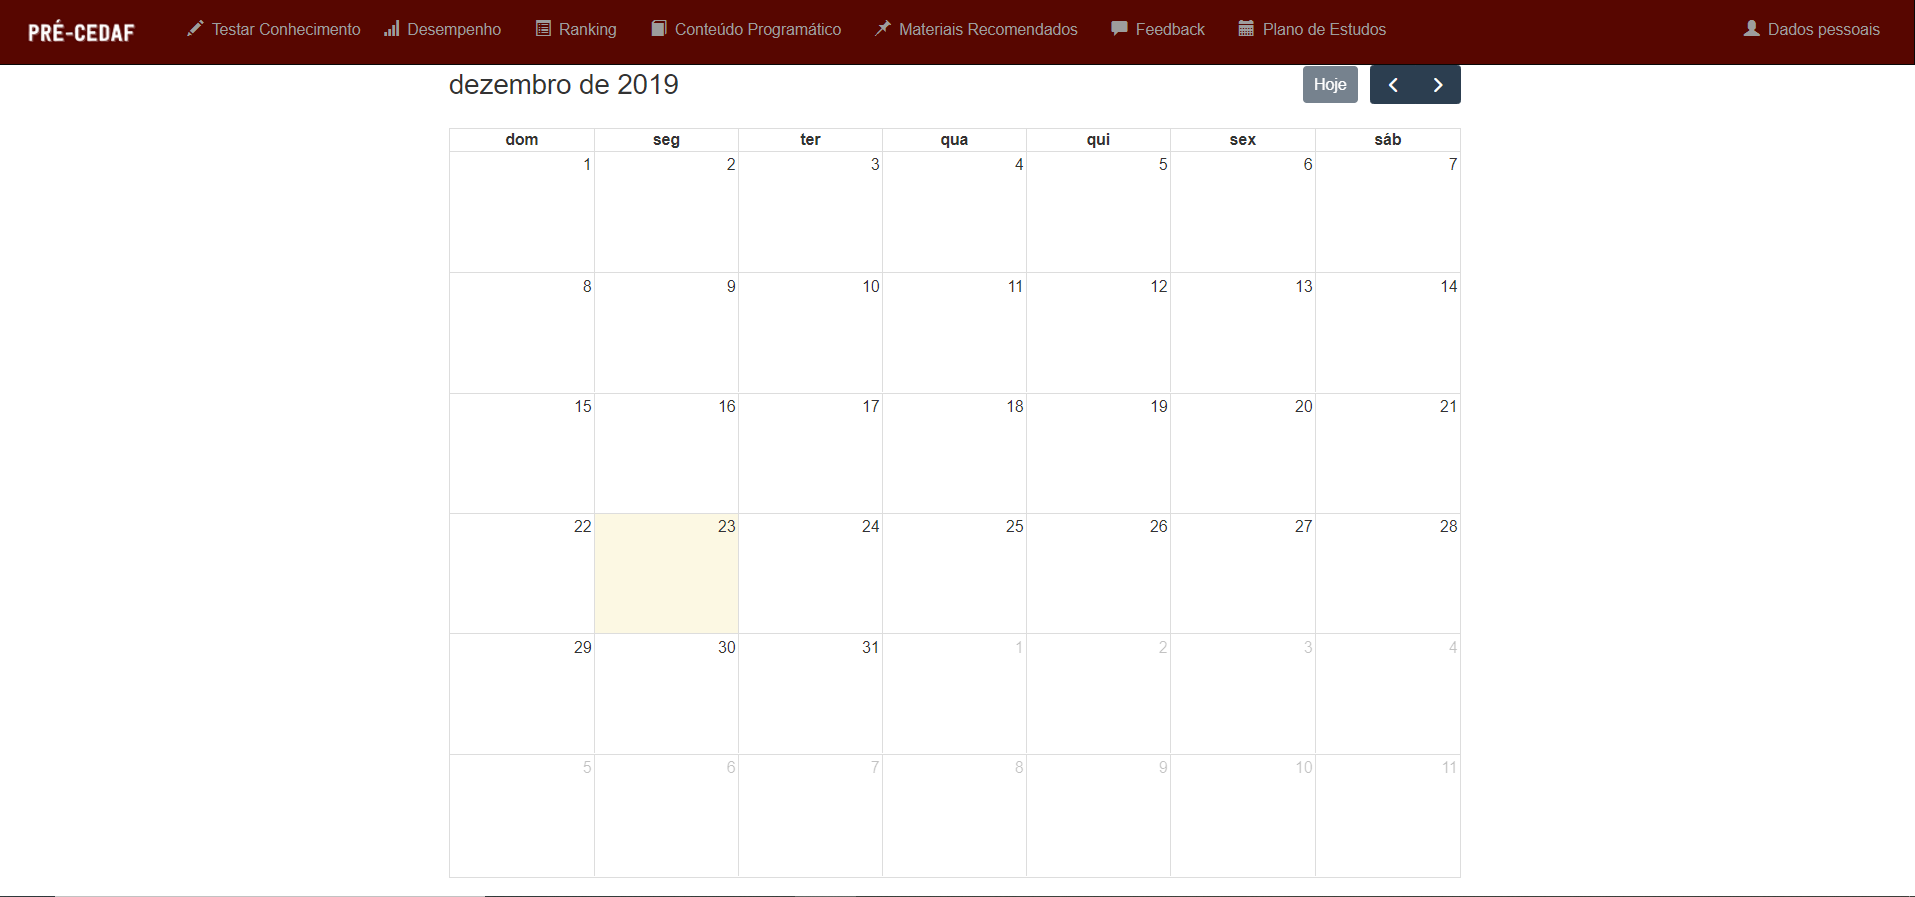 PRÉ-CEDAF Testar Conhecimento Desempenho Ranking Conteúdo Programático Materiais Recomendados Feedback Plano de Estudos Dados pessoais
dezembro de 2019 Hoje
dom seg ter qua qui sex sáb
1 2 3 4 5 6 7
8 9 10 11 12 13 14
15 16 17 18 19 20 21
22 23 24 25 26 27 28
29 30 31 1 2 3 4
5 6 7 8 9 10 11